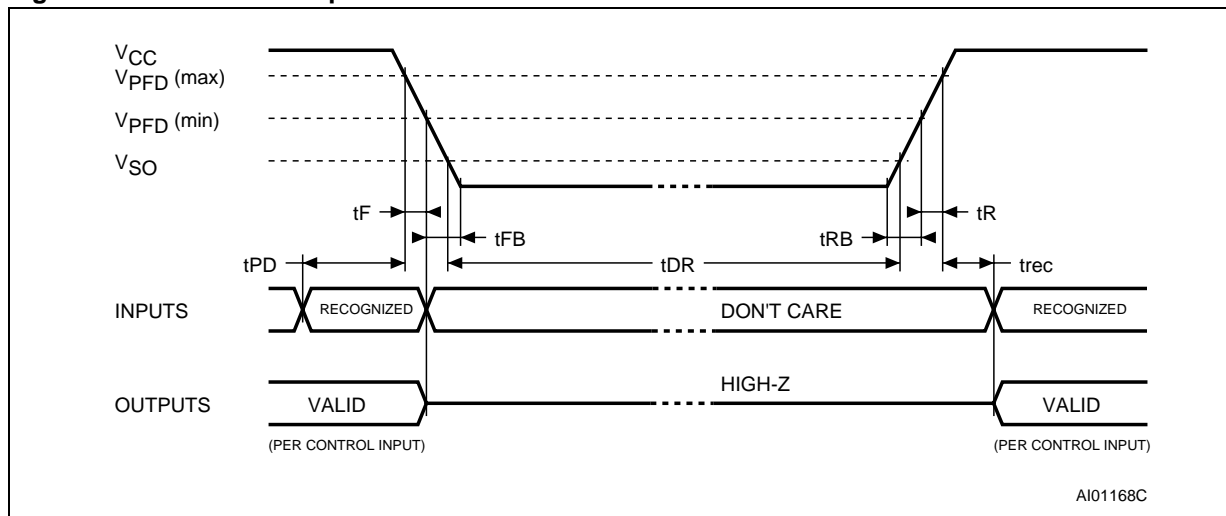 VCC
VPFD (max)
VPFD (min)
VSO
tF
tR
tFB
tRB
tPD
tDR
trec
INPUTS
RECOGNIZED
DON'T CARE
RECOGNIZED
HIGH-Z
OUTPUTS
VALID
VALID
(PER CONTROL INPUT)
(PER CONTROL INPUT)
AI01168C